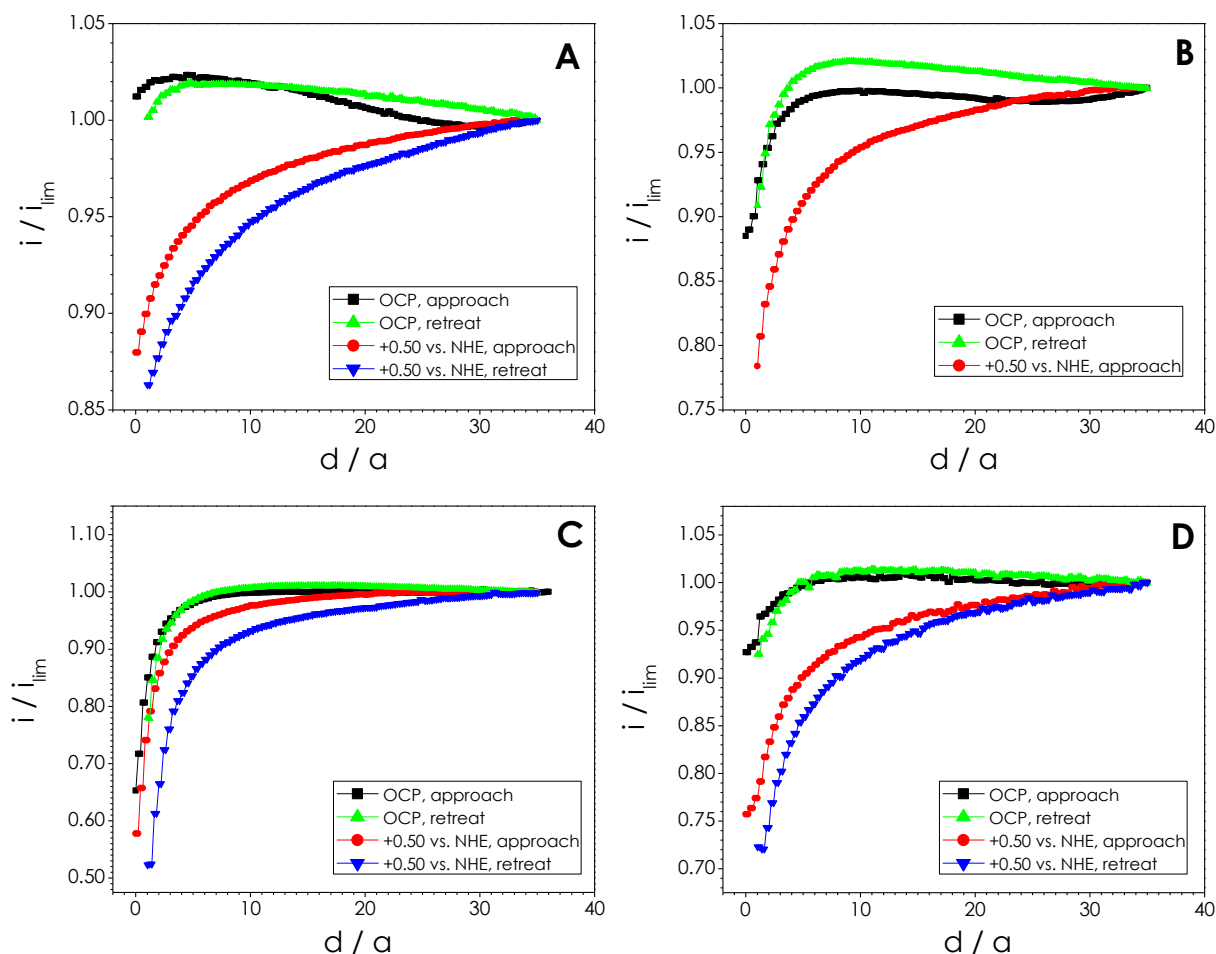 A
1.05
1.00
0.95
0.90
0.85
i / i lim
0 10 20 30 40
d / a
OCP, approach
OCP, retreat
+0.50 vs. NHE, approach
+0.50 vs. NHE, retreat
B
1.05
1.00
0.95
0.90
0.85
0.80
0.75
i / i lim
0 10 20 30 40
d / a
OCP, approach
OCP, retreat
+0.50 vs. NHE, approach
C
1.10
1.00
0.90
0.80
0.70
0.60
0.50
i / i lim
0 10 20 30 40
d / a
OCP, approach
OCP, retreat
+0.50 vs. NHE, approach
+0.50 vs. NHE, retreat
D
1.05
1.00
0.95
0.90
0.85
0.80
0.75
0.70
i / i lim
0 10 20 30 40
d / a
OCP, approach
OCP, retreat
+0.50 vs. NHE, approach
+0.50 vs. NHE, retreat